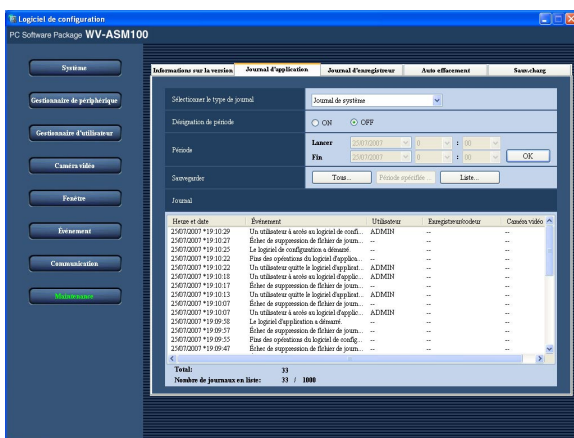 Logiciel de configuration
PC Software Package WV-ASM100
Système
Gestionnaire de périphérique
Gestionnaire d'utilisateur
Caméra vidéo
Fenêtre
Événement
Communication
Maintenance
Informations sur la version Journal d'application Journal d'enregistreur Auto effacement Sauv.charg
Sélectionner le type de journal Journal de système
Désignation de période ON OFF
Période Lancer 25/07/2007 0 : 00
Fin 25/07/2007 0 : 00 OK
Sauvegarder Tous... Période spécifiée ... Liste...
Journal
Heure et date Événement Utilisateur Enregistreur/codeur Caméra vidéo
25/07/2007 *19:10:29 Un utilisateur à accès au logiciel de confi... ADMIN -- --
25/07/2007 *19:10:27 Échec de suppression de fichier de journ... -- -- --
25/07/2007 *19:10:25 Le logiciel de configuration a démarré. -- -- --
25/07/2007 *19:10:22 Fins des opérations du logiciel d'applica... -- -- --
25/07/2007 *19:10:22 Un utilisateur quitte le logiciel d'applicat... ADMIN -- --
25/07/2007 *19:10:18 Un utilisateur à accès au logiciel d'applic... ADMIN -- --
25/07/2007 *19:10:17 Échec de suppression de fichier de journ... -- -- --
25/07/2007 *19:10:13 Un utilisateur quitte le logiciel d'applicat... ADMIN -- --
25/07/2007 *19:10:07 Échec de suppression de fichier de journ... -- -- --
25/07/2007 *19:10:07 Un utilisateur à accès au logiciel d'applic... ADMIN -- --
25/07/2007 *19:09:58 Le logiciel d'application a démarré. -- -- --
25/07/2007 *19:09:57 Échec de suppression de fichier de journ... -- -- --
25/07/2007 *19:09:55 Fins des opérations du logiciel de config... -- -- --
25/07/2007 *19:09:47 Échec de suppression de fichier de journ... -- -- --
Total: 33
Nombre de journaux en liste: 33 / 1000